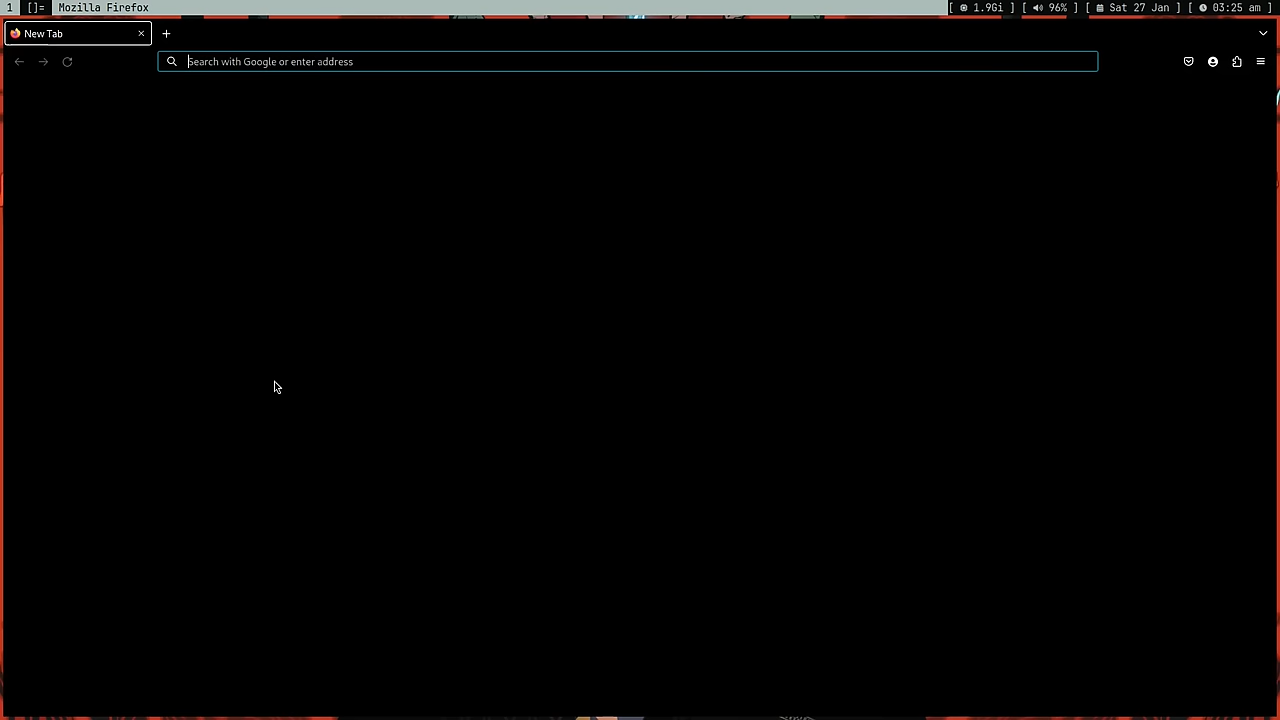 1 []= Mozilla Firefox [ 1.9Gi ] [ 96% ] [ Sat 27 Jan ] [ 03:25 am ]
New Tab
Search with Google or enter address